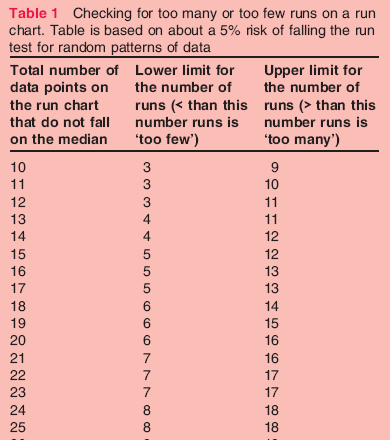 Table 1 Checking for too many or too few runs on a run
chart. Table is based on about a 5% risk of falling the run
test for random patterns of data
Total number of data points on the run chart that do not fall on the median | Lower limit for the number of runs (< than this number runs is ‘too few’) | Upper limit for the number of runs (> than this number runs is ‘too many’)
10 3 9
11 3 10
12 3 11
13 4 11
14 4 12
15 5 12
16 5 13
17 5 13
18 6 14
19 6 15
20 6 16
21 7 16
22 7 17
23 7 17
24 8 18
25 8 18